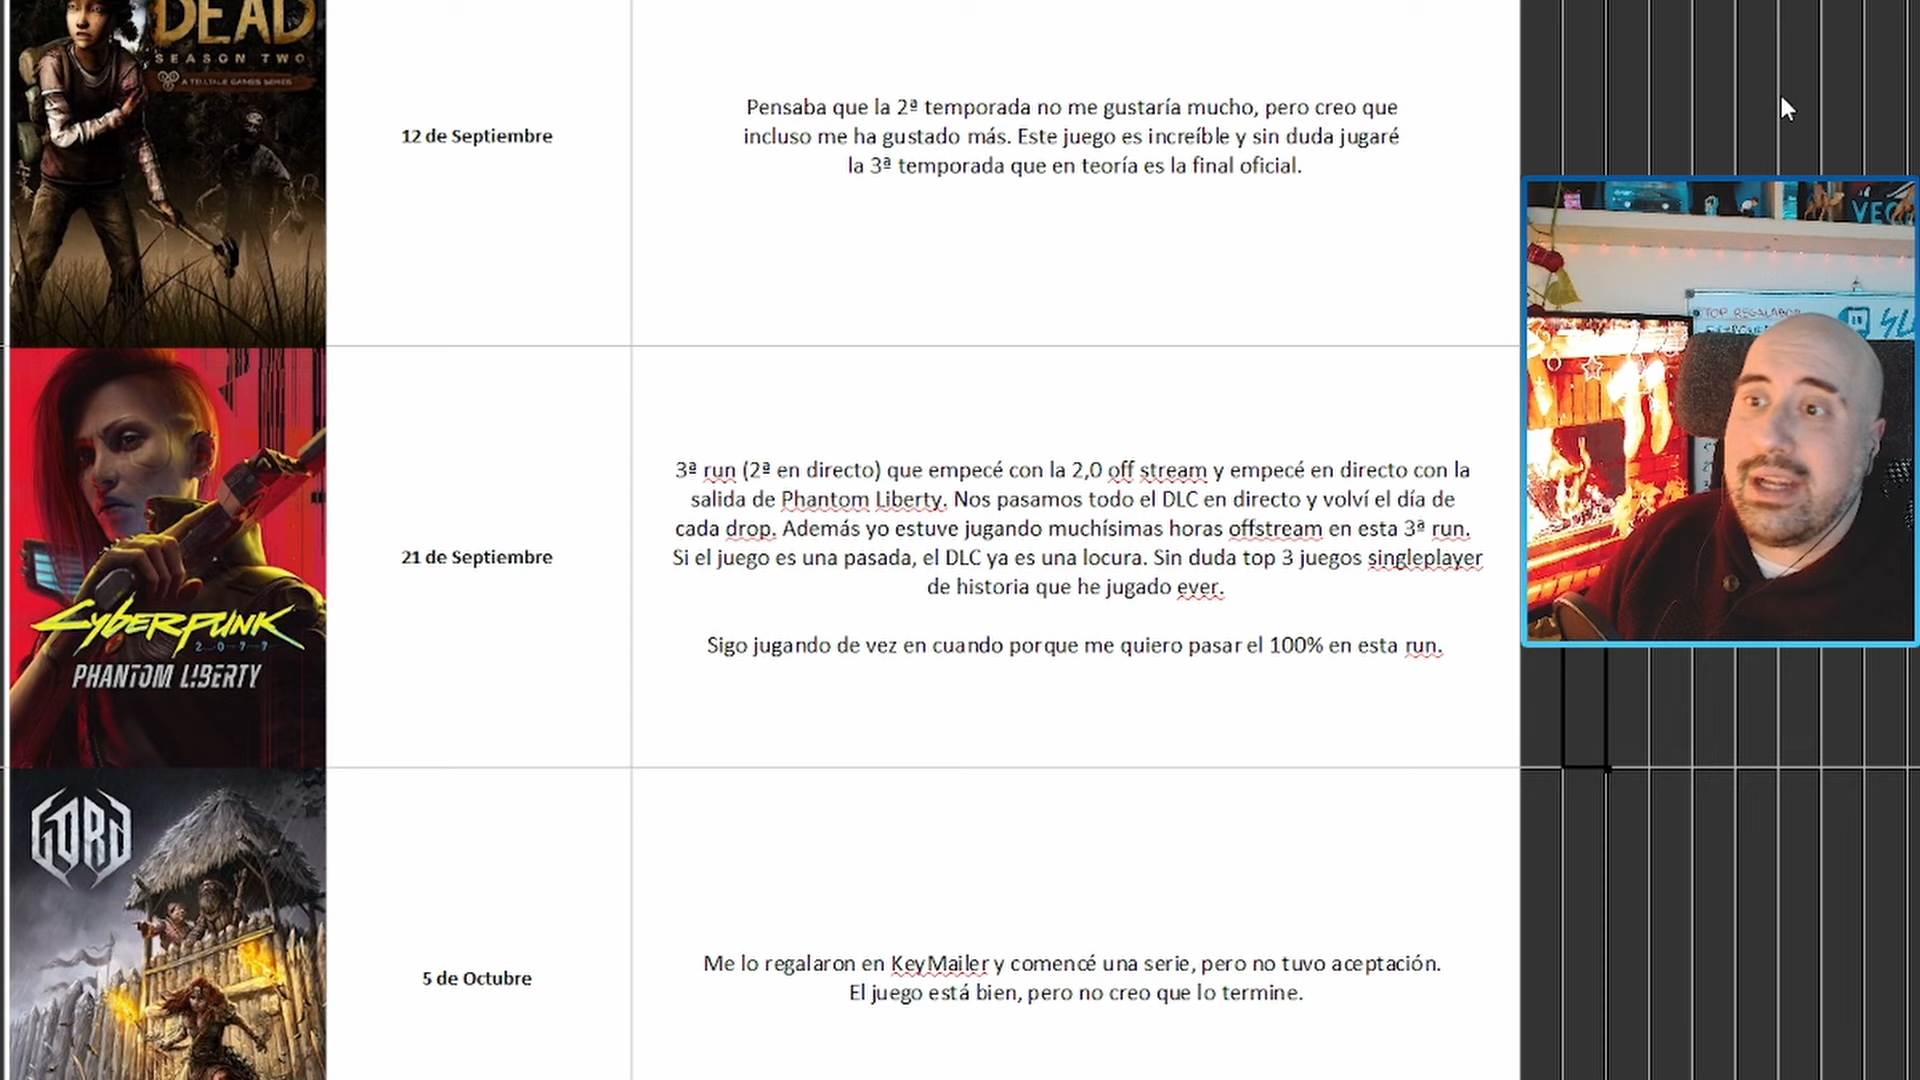 DEAD
SEASON TWO
A TELLTALE GAMES SERIES
12 de Septiembre
Pensaba que la 2ª temporada no me gustaría mucho, pero creo que
incluso me ha gustado más. Este juego es increíble y sin duda jugaré
la 3ª temporada que en teoría es la final oficial.
CYBERPUNK
2077
PHANTOM LIBERTY
21 de Septiembre
3ª run (2ª en directo) que empecé con la 2,0 off stream y empecé en directo con la
salida de Phantom Liberty. Nos pasamos todo el DLC en directo y volví el día de
cada drop. Además yo estuve jugando muchísimas horas offstream en esta 3ª run.
Si el juego es una pasada, el DLC ya es una locura. Sin duda top 3 juegos singleplayer
de historia que he jugado ever.
Sigo jugando de vez en cuando porque me quiero pasar el 100% en esta run.
GORD
5 de Octubre
Me lo regalaron en KeyMailer y comencé una serie, pero no tuvo aceptación.
El juego está bien, pero no creo que lo termine.
TOP